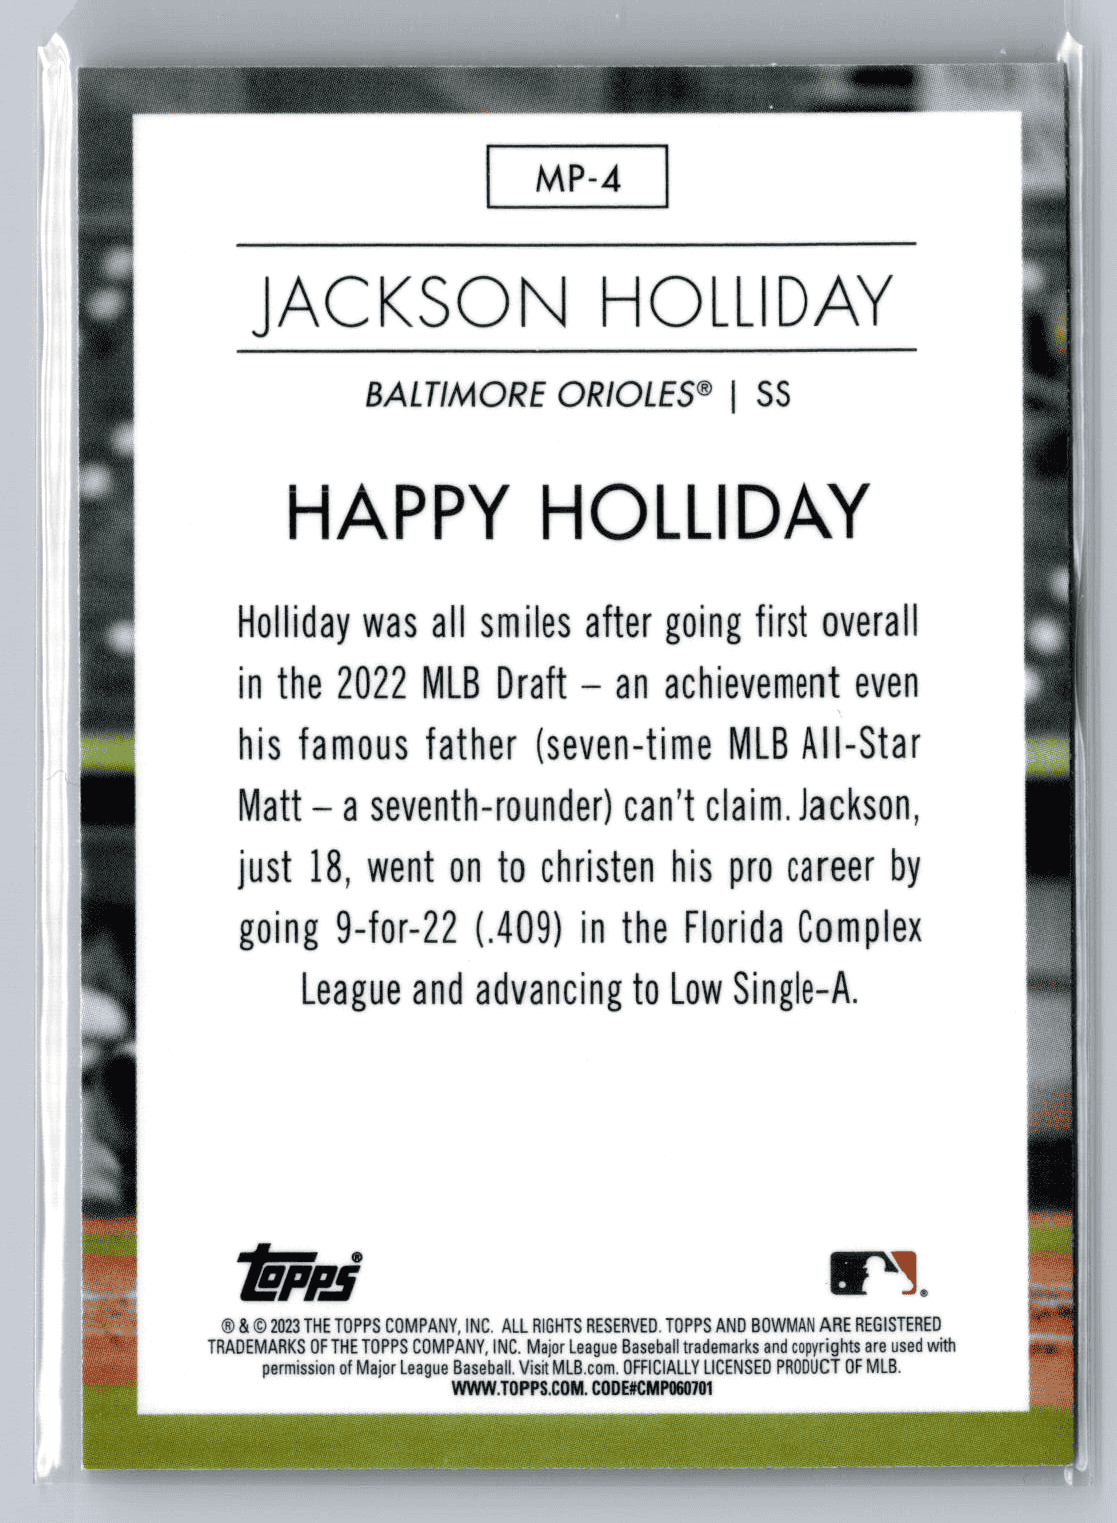 MP-4
JACKSON HOLLIDAY
BALTIMORE ORIOLES® | SS
HAPPY HOLLIDAY
Holliday was all smiles after going first overall
in the 2022 MLB Draft – an achievement even
his famous father (seven-time MLB All-Star
Matt – a seventh-rounder) can't claim. Jackson,
just 18, went on to christen his pro career by
going 9-for-22 (.409) in the Florida Complex
League and advancing to Low Single-A.
Topps®
® & © 2023 THE TOPPS COMPANY, INC. ALL RIGHTS RESERVED. TOPPS AND BOWMAN ARE REGISTERED
TRADEMARKS OF THE TOPPS COMPANY, INC. Major League Baseball trademarks and copyrights are used with
permission of Major League Baseball. Visit MLB.com. OFFICIALLY LICENSED PRODUCT OF MLB.
WWW.TOPPS.COM. CODE#CMP060701